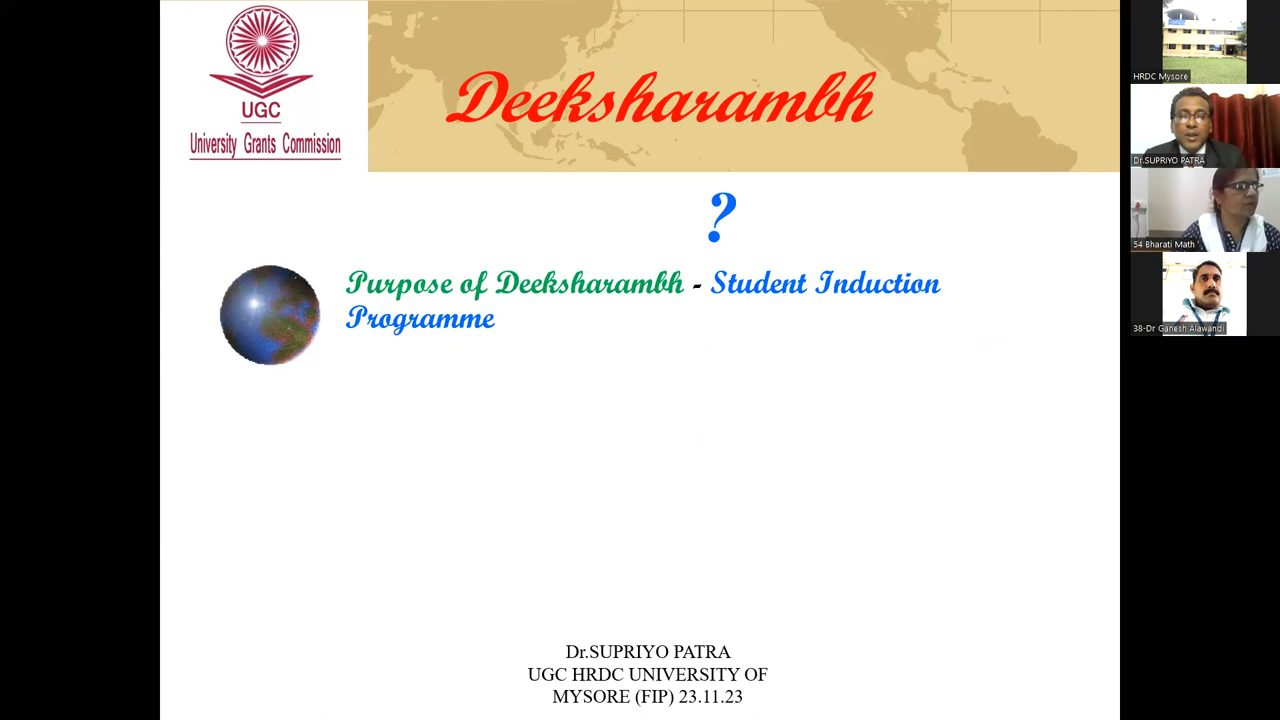 UGC
University Grants Commission
Deeksharambh
?
Purpose of Deeksharambh - Student Induction
Programme
Dr.SUPRIYO PATRA
UGC HRDC UNIVERSITY OF
MYSORE (FIP) 23.11.23
HRDC Mysore
Dr.SUPRIYO PATRA
54 Bharati Math
38-Dr Ganesh Alawandi